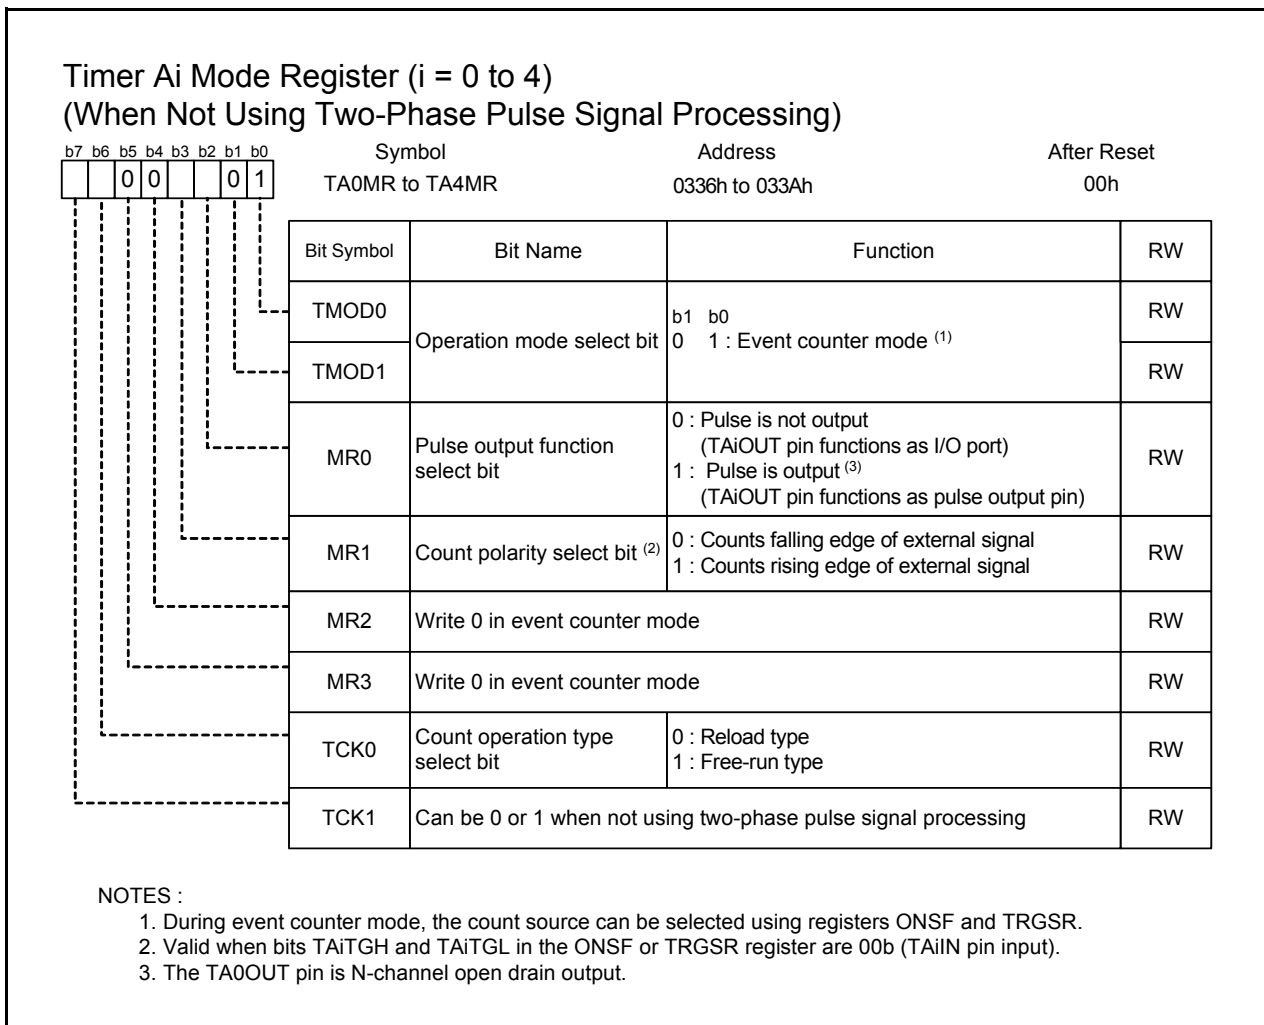 Timer Ai Mode Register (i = 0 to 4)
(When Not Using Two-Phase Pulse Signal Processing)
b7 b6 b5 b4 b3 b2 b1 b0
Symbol Address After Reset
0 0 0 1
TA0MR to TA4MR 0336h to 033Ah 00h
Bit Symbol Bit Name Function RW
TMOD0 RW
Operation mode select bit
b1 b0
0 1 : Event counter mode (1)
TMOD1 RW
MR0
Pulse output function
select bit
0 : Pulse is not output
(TAiOUT pin functions as I/O port)
1 : Pulse is output (3)
(TAiOUT pin functions as pulse output pin)
RW
MR1
Count polarity select bit (2)
0 : Counts falling edge of external signal
1 : Counts rising edge of external signal
RW
MR2 Write 0 in event counter mode RW
MR3 Write 0 in event counter mode RW
TCK0
Count operation type
select bit
0 : Reload type
1 : Free-run type
RW
TCK1 Can be 0 or 1 when not using two-phase pulse signal processing RW
NOTES :
1. During event counter mode, the count source can be selected using registers ONSF and TRGSR.
2. Valid when bits TAiTGH and TAiTGL in the ONSF or TRGSR register are 00b (TAiIN pin input).
3. The TA0OUT pin is N-channel open drain output.